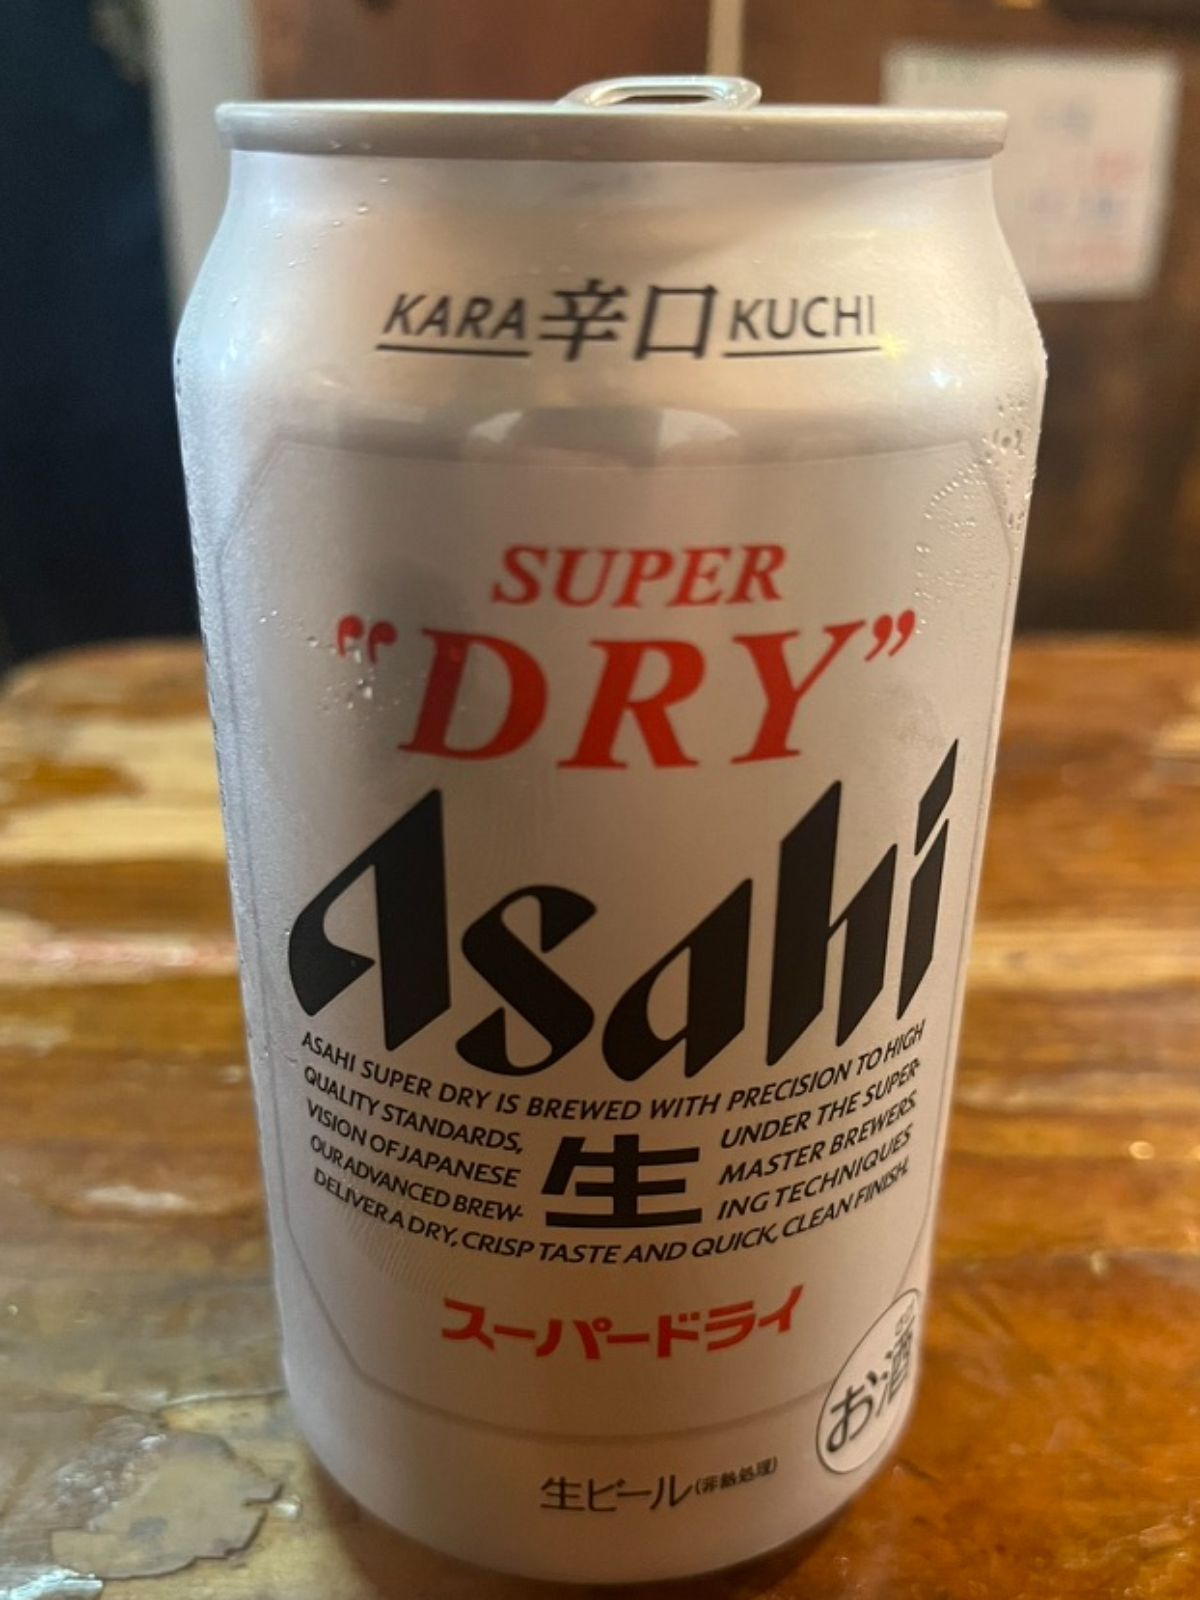 KARA 辛口 KUCHI
SUPER
“DRY”
Asahi
ASAHI SUPER DRY IS BREWED WITH PRECISION TO HIGH
QUALITY STANDARDS, UNDER THE SUPER-
VISION OF JAPANESE MASTER BREWERS.
OUR ADVANCED BREW- ING TECHNIQUES
DELIVER A DRY, CRISP TASTE AND QUICK, CLEAN FINISH.
生
スーパードライ
お酒
生ビール(非熱処理)